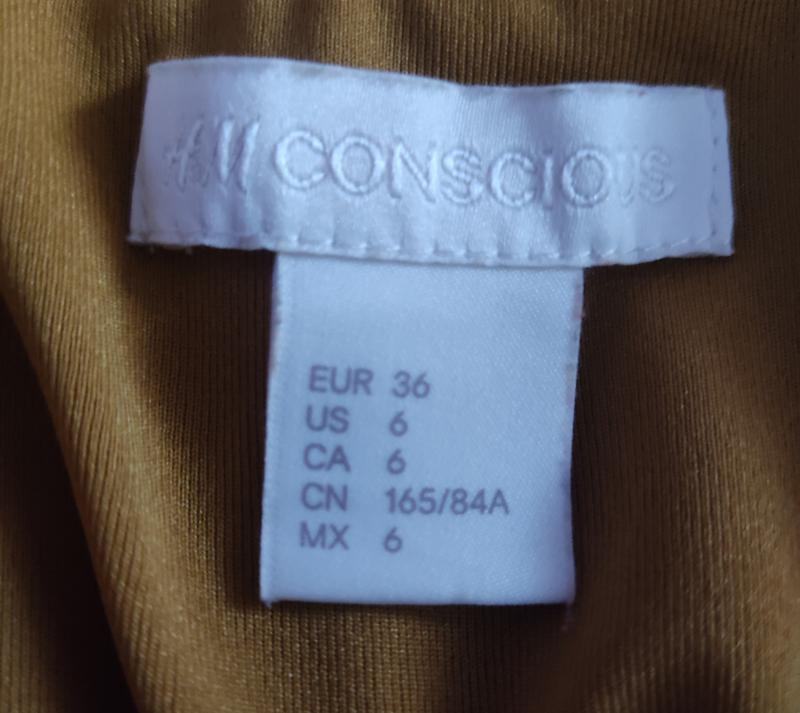 H&M CONSCIOUS
EUR 36
US 6
CA 6
CN 165/84A
MX 6